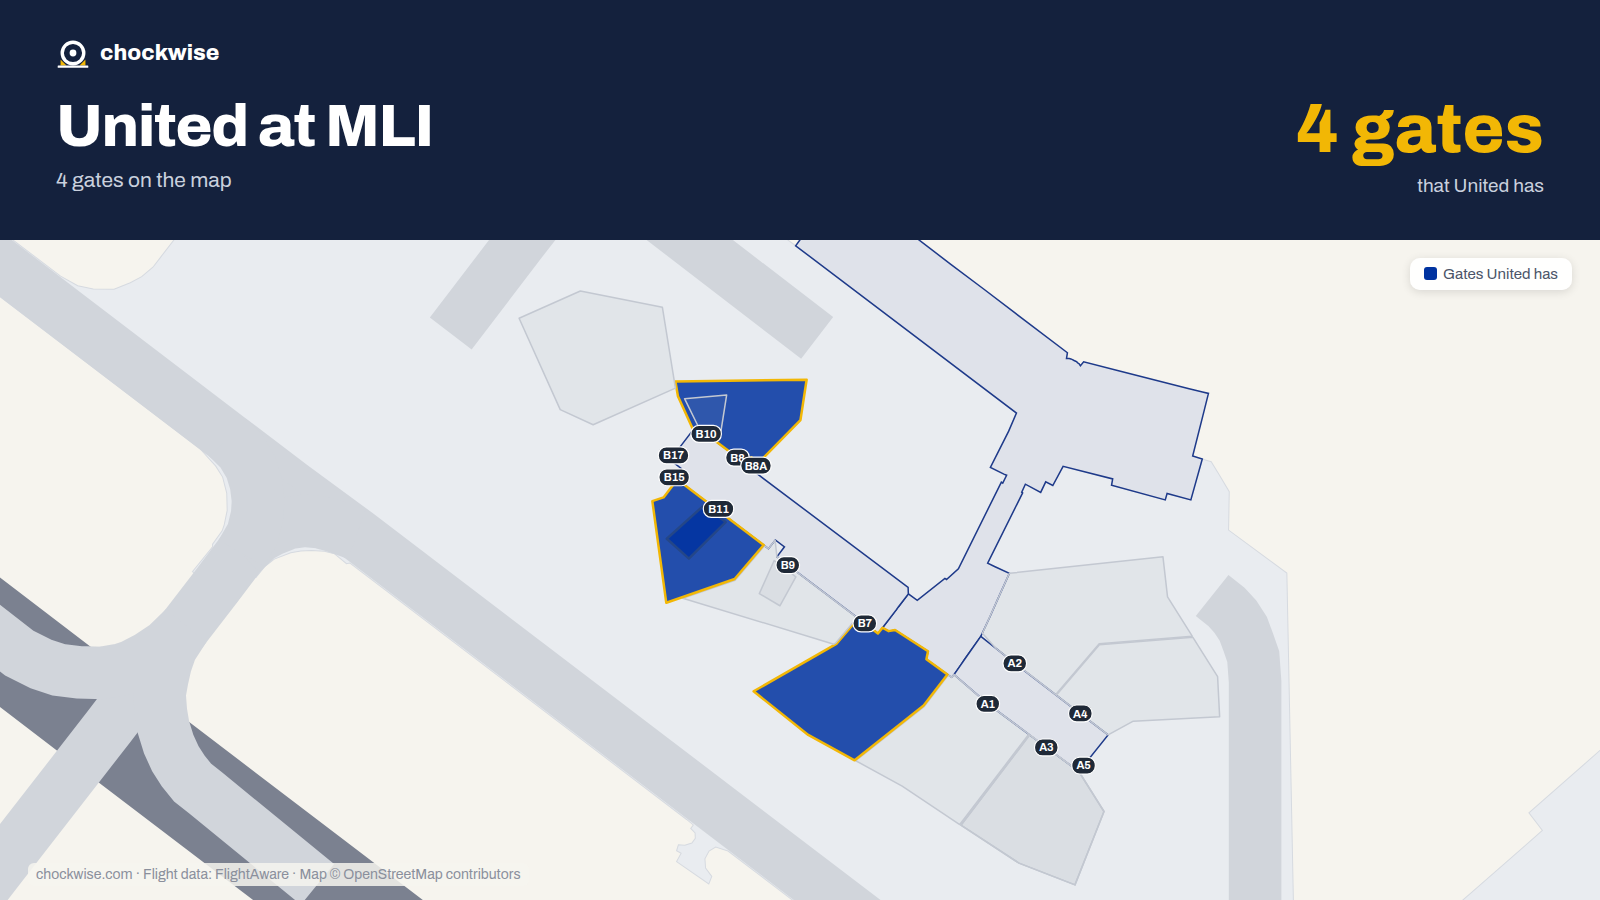 chockwise
United at MLI
4 gates on the map
4 gates
that United has
Gates United has
B10
B17
B8
B8A
B15
B11
B9
B7
A2
A1
A4
A3
A5
chockwise.com · Flight data: FlightAware · Map © OpenStreetMap contributors